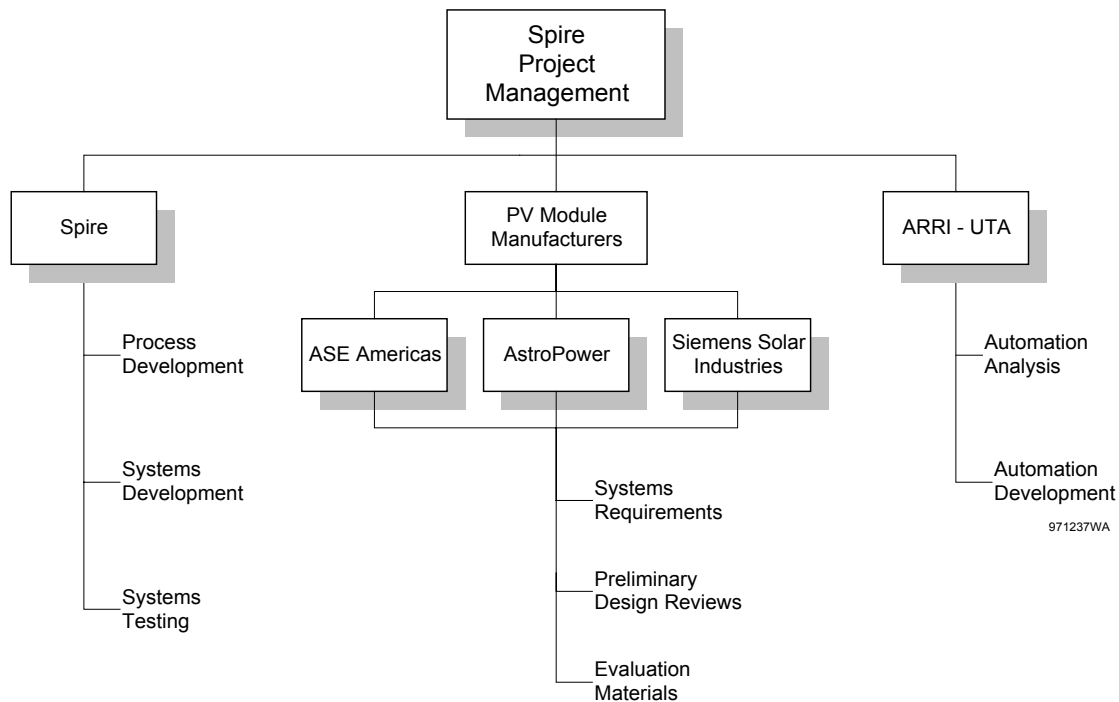 Spire
Project
Management
Spire
PV Module
Manufacturers
ARRI - UTA
ASE Americas
AstroPower
Siemens Solar
Industries
Process
Development
Systems
Development
Systems
Testing
Systems
Requirements
Preliminary
Design Reviews
Evaluation
Materials
Automation
Analysis
Automation
Development
971237WA